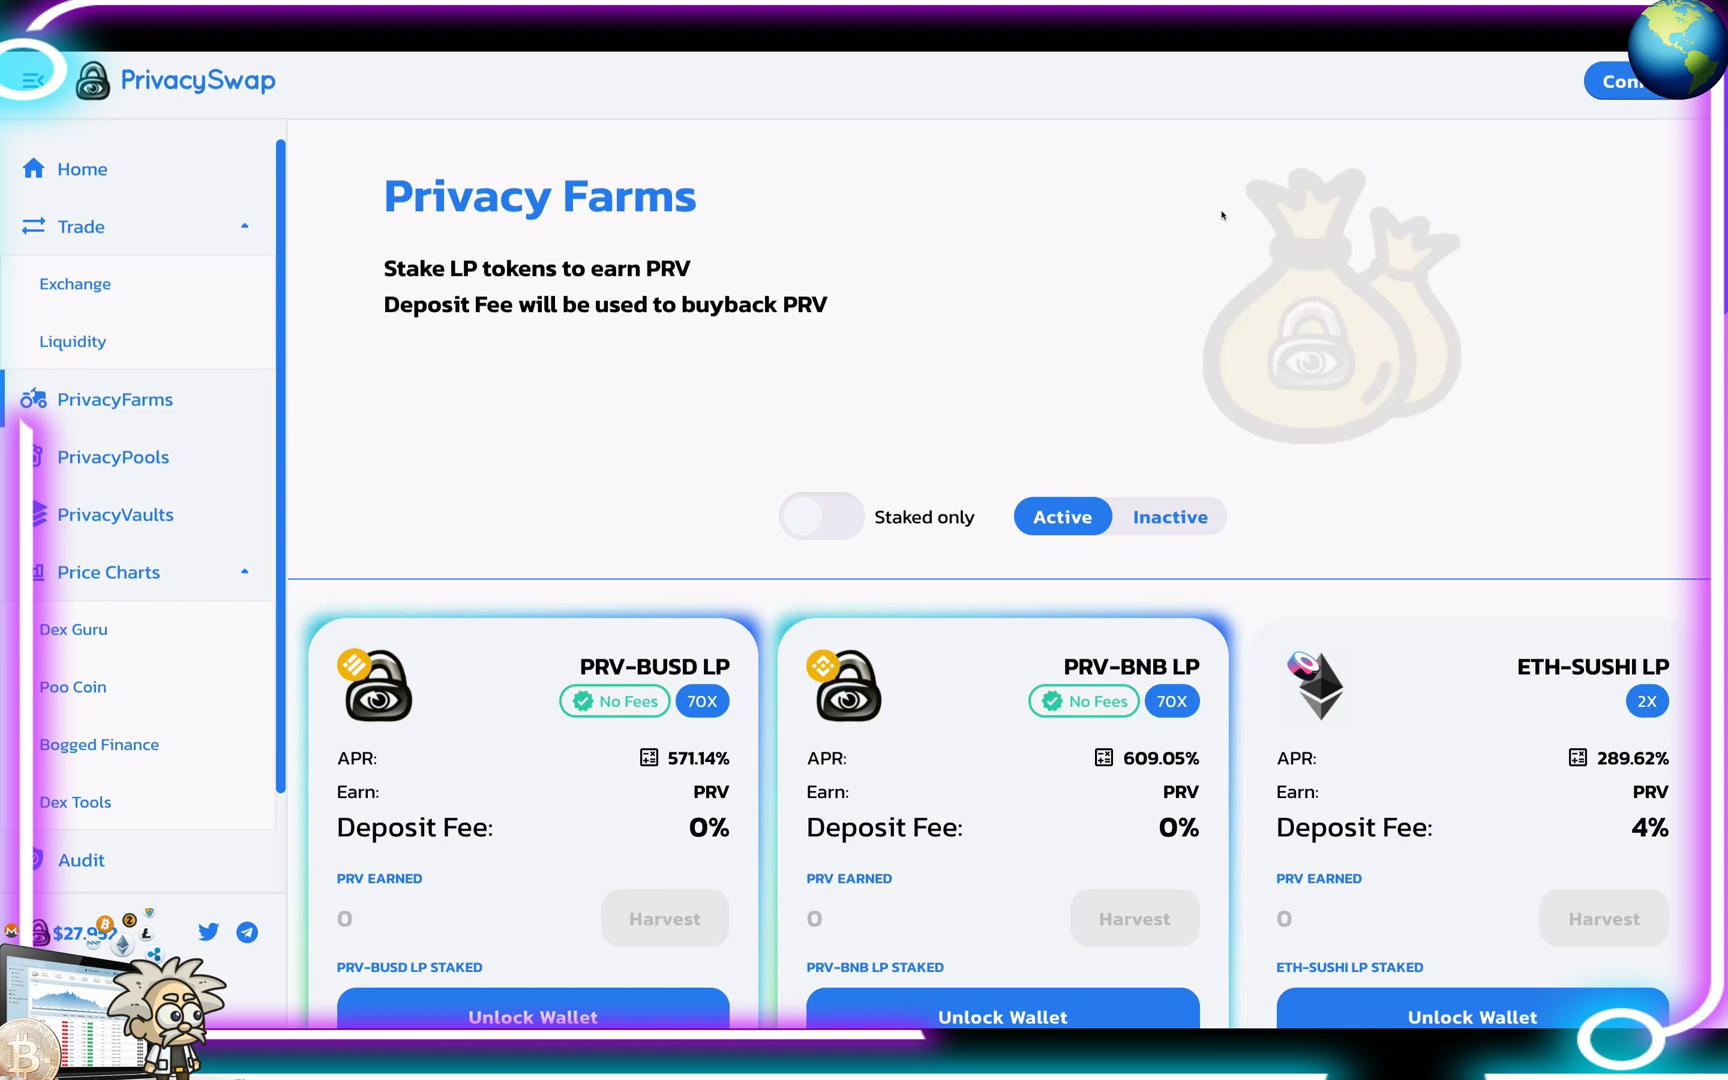 PrivacySwap
Home
Trade
Exchange
Liquidity
PrivacyFarms
PrivacyPools
PrivacyVaults
Price Charts
Dex Guru
Poo Coin
Bogged Finance
Dex Tools
Audit
Privacy Farms
Stake LP tokens to earn PRV
Deposit Fee will be used to buyback PRV
Staked only
Active
Inactive
PRV-BUSD LP
No Fees
70X
APR: 571.14%
Earn: PRV
Deposit Fee: 0%
PRV EARNED
0
Harvest
PRV-BUSD LP STAKED
Unlock Wallet
PRV-BNB LP
No Fees
70X
APR: 609.05%
Earn: PRV
Deposit Fee: 0%
PRV EARNED
0
Harvest
PRV-BNB LP STAKED
Unlock Wallet
ETH-SUSHI LP
2X
APR: 289.62%
Earn: PRV
Deposit Fee: 4%
PRV EARNED
0
Harvest
ETH-SUSHI LP STAKED
Unlock Wallet